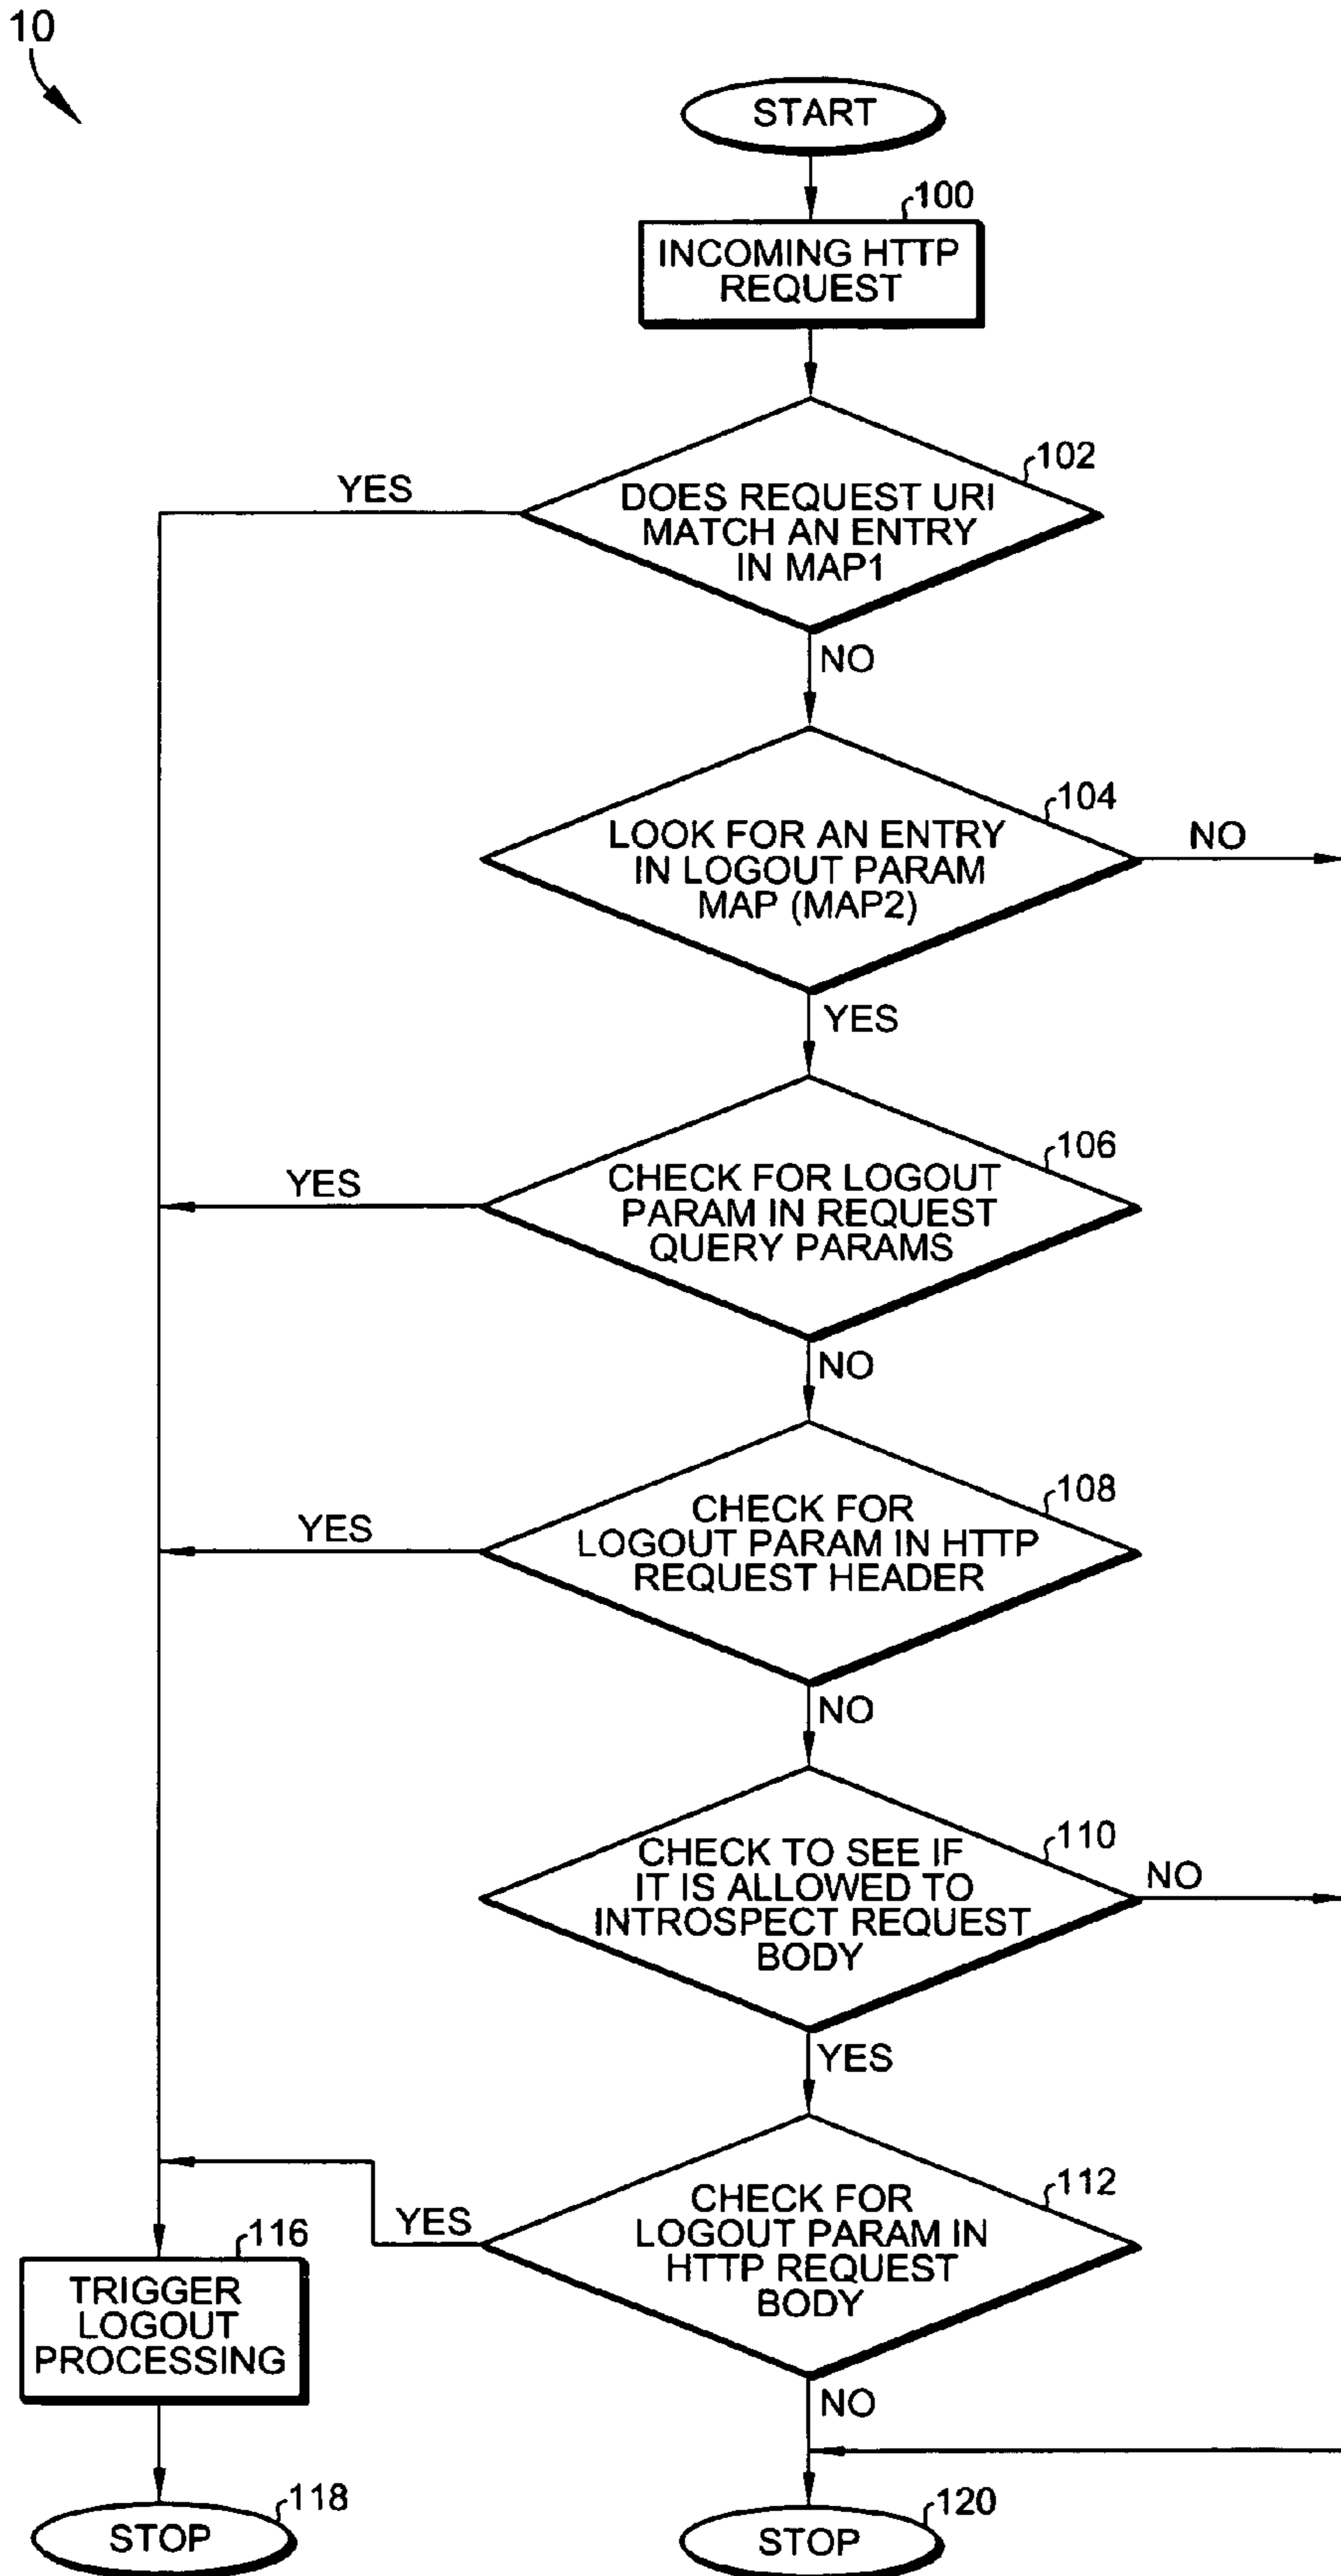 10
START
100
INCOMING HTTP
REQUEST
102
YES
DOES REQUEST URI
MATCH AN ENTRY
IN MAP1
NO
104
LOOK FOR AN ENTRY
IN LOGOUT PARAM
MAP (MAP2)
NO
YES
106
CHECK FOR LOGOUT
PARAM IN REQUEST
QUERY PARAMS
YES
NO
108
CHECK FOR
LOGOUT PARAM IN HTTP
REQUEST HEADER
YES
NO
110
CHECK TO SEE IF
IT IS ALLOWED TO
INTROSPECT REQUEST
BODY
NO
YES
112
CHECK FOR
LOGOUT PARAM IN
HTTP REQUEST
BODY
YES
116
TRIGGER
LOGOUT
PROCESSING
NO
118
STOP
120
STOP